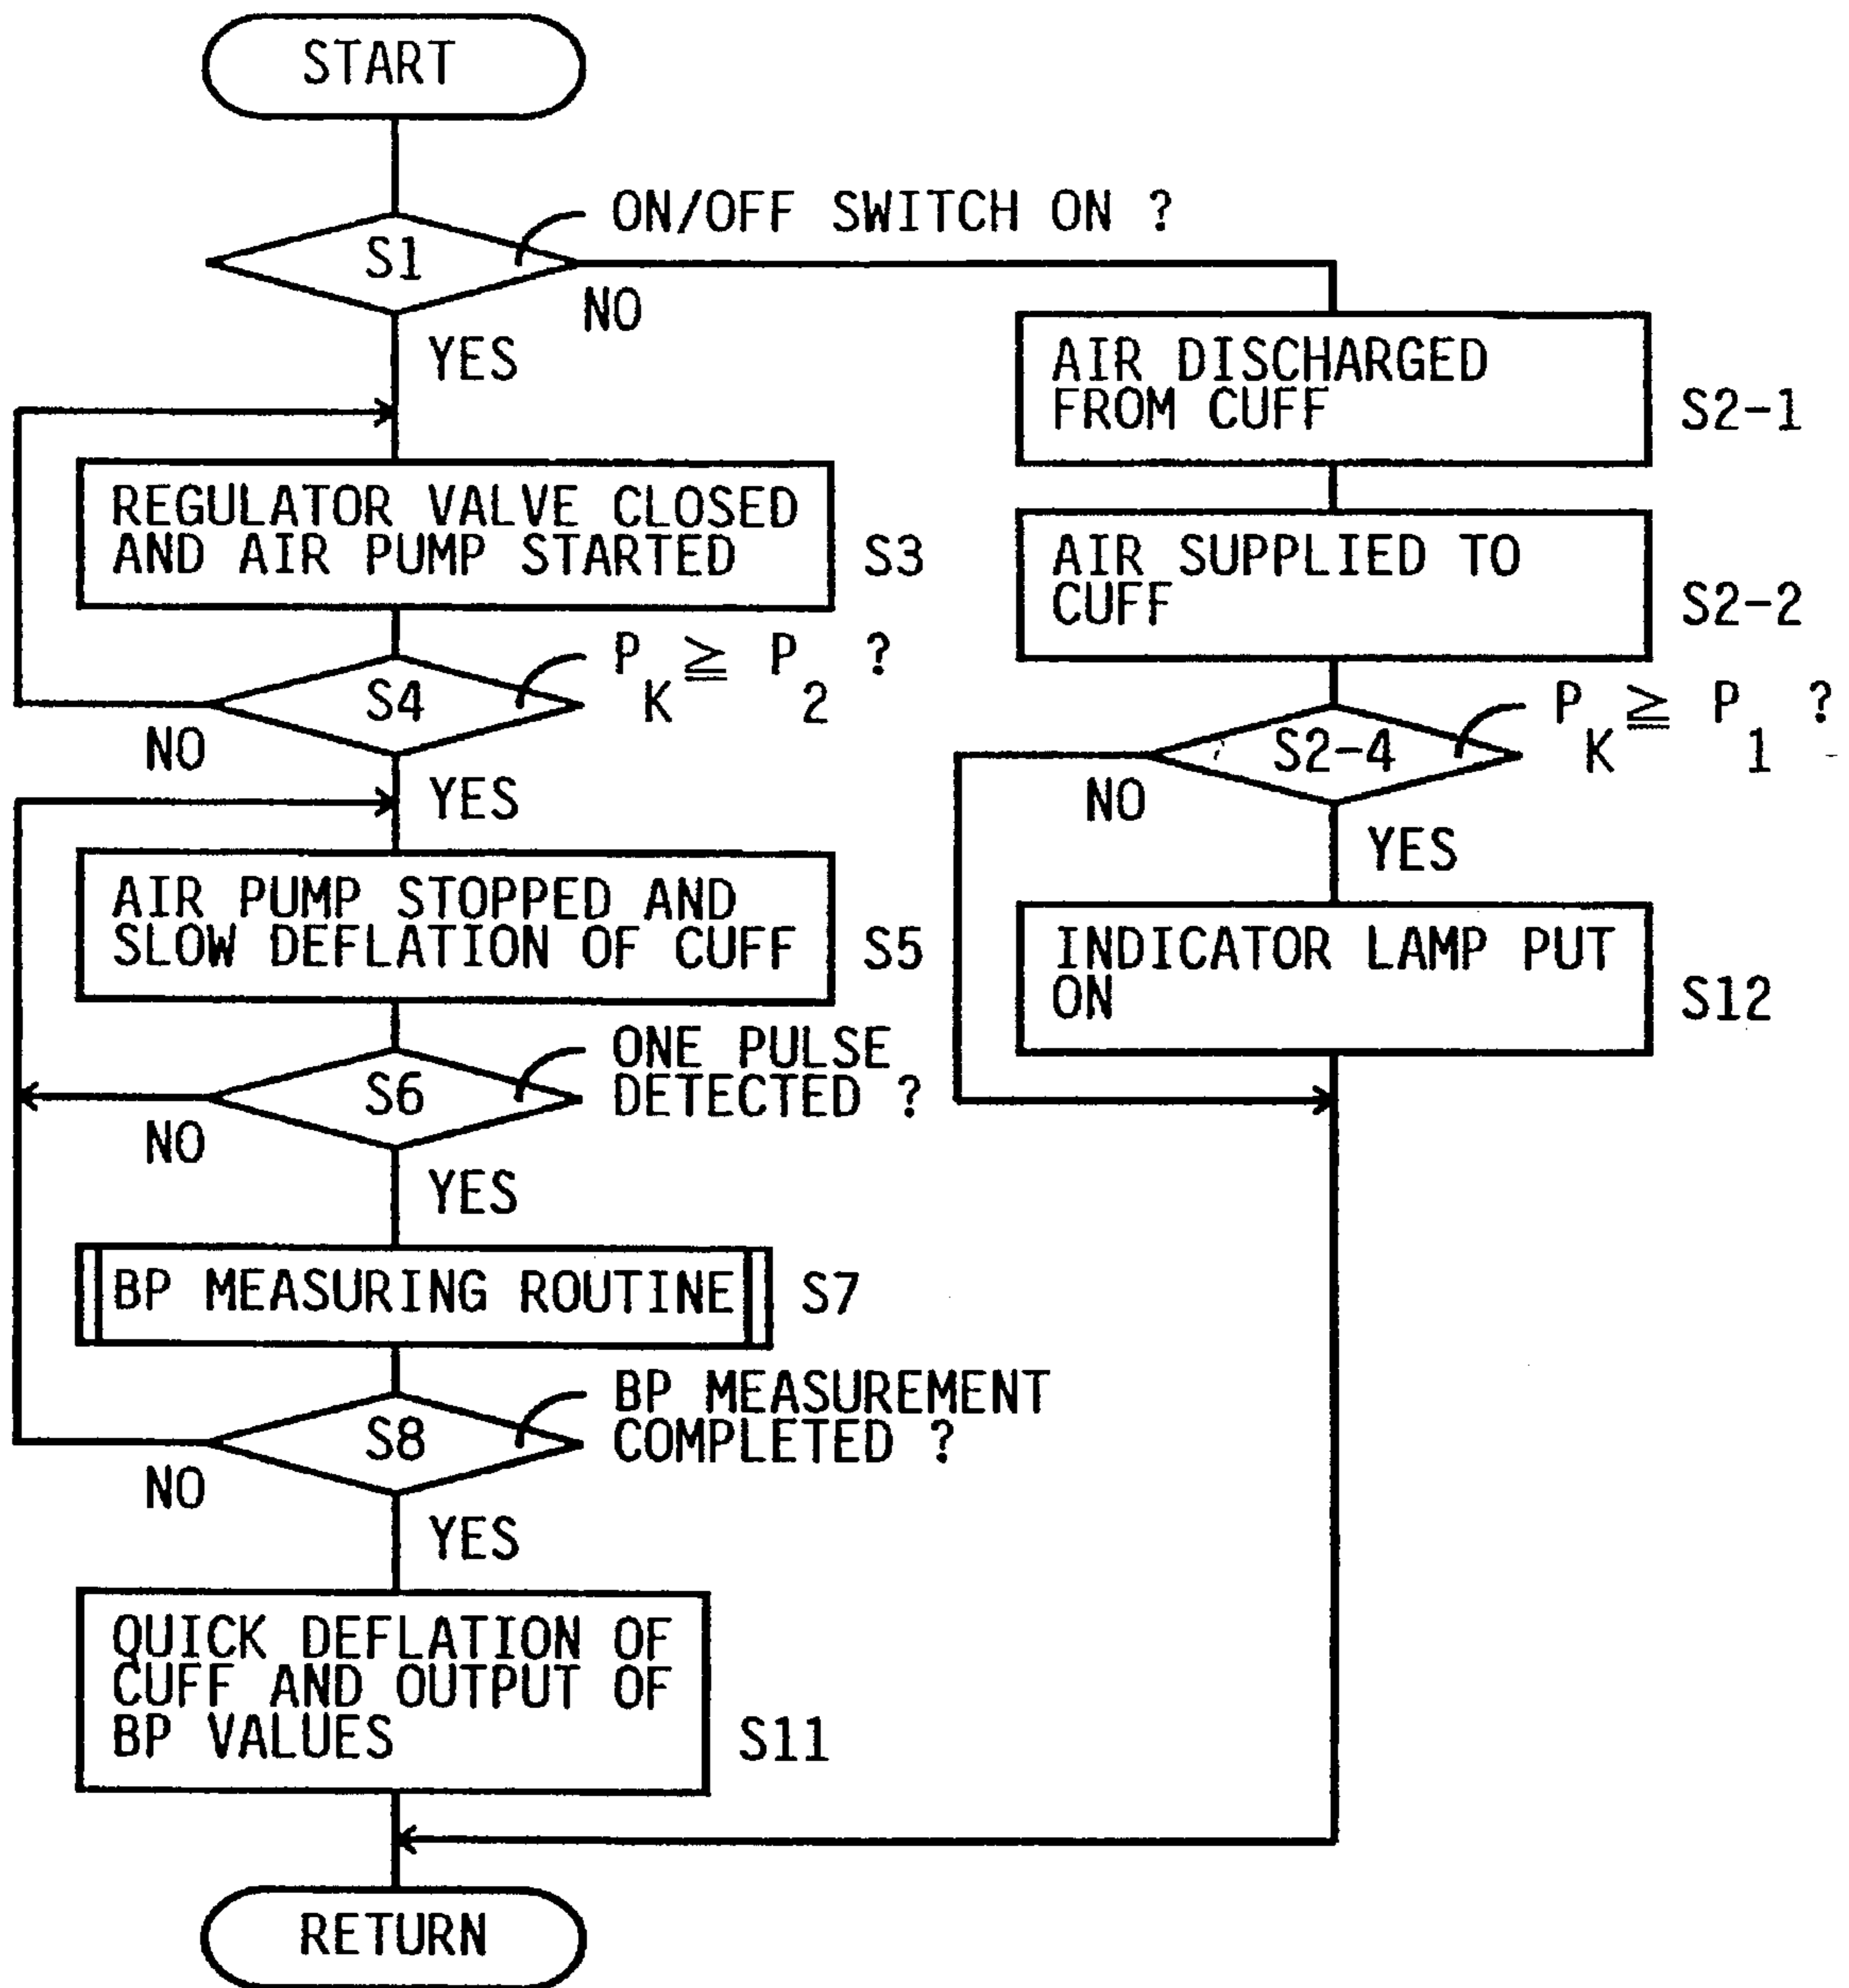 START
ON/OFF SWITCH ON ?
S1
NO
YES
AIR DISCHARGED
FROM CUFF
S2-1
REGULATOR VALVE CLOSED
AND AIR PUMP STARTED
S3
AIR SUPPLIED TO
CUFF
S2-2
P_K ≧ P_2 ?
S4
NO
YES
P_K ≧ P_1 ?
S2-4
NO
YES
AIR PUMP STOPPED AND
SLOW DEFLATION OF CUFF
S5
INDICATOR LAMP PUT
ON
S12
ONE PULSE
DETECTED ?
S6
NO
YES
BP MEASURING ROUTINE
S7
BP MEASUREMENT
COMPLETED ?
S8
NO
YES
QUICK DEFLATION OF
CUFF AND OUTPUT OF
BP VALUES
S11
RETURN